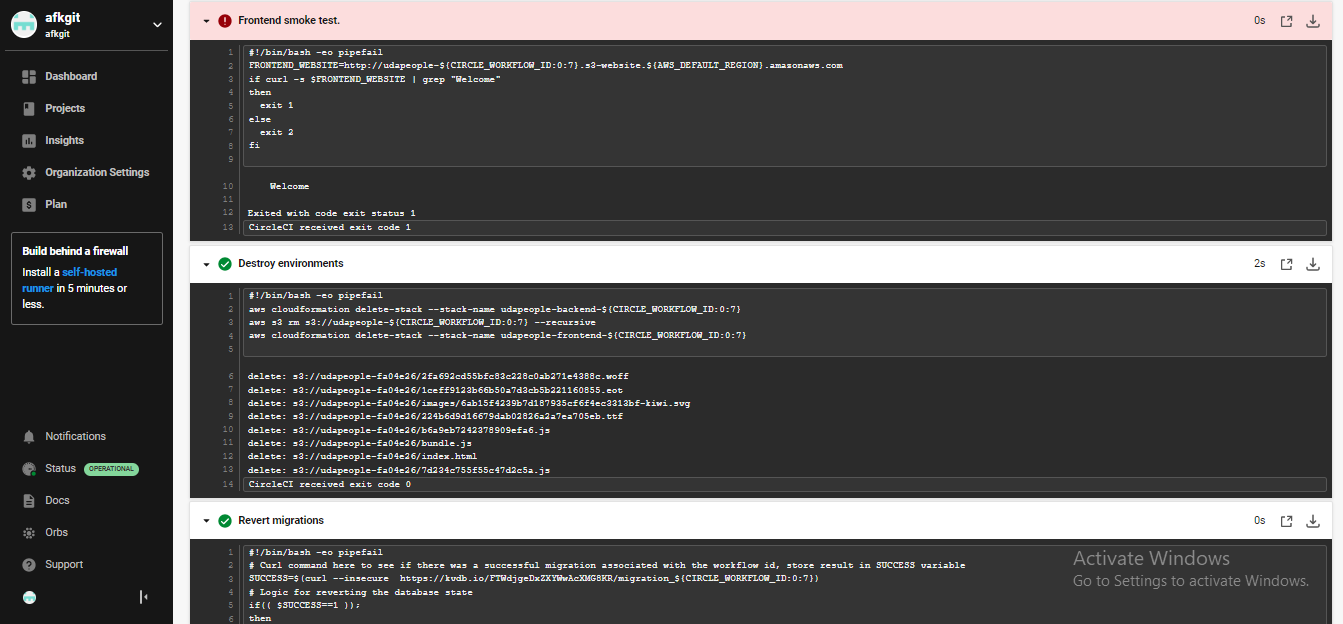 afkgit
afkgit
Dashboard
Projects
Insights
Organization Settings
$ Plan
Build behind a firewall
Install a self-hosted
runner in 5 minutes or
less.
Notifications
Status OPERATIONAL
Docs
Orbs
? Support
! Frontend smoke test. 0s
1 #!/bin/bash -eo pipefail
2 FRONTEND_WEBSITE=http://udapeople-${CIRCLE_WORKFLOW_ID:0:7}.s3-website.${AWS_DEFAULT_REGION}.amazonaws.com
3 if curl -s $FRONTEND_WEBSITE | grep "Welcome"
4 then
5   exit 1
6 else
7   exit 2
8 fi
9
10     Welcome
11
12 Exited with code exit status 1
13 CircleCI received exit code 1
Destroy environments 2s
1 #!/bin/bash -eo pipefail
2 aws cloudformation delete-stack --stack-name udapeople-backend-${CIRCLE_WORKFLOW_ID:0:7}
3 aws s3 rm s3://udapeople-${CIRCLE_WORKFLOW_ID:0:7} --recursive
4 aws cloudformation delete-stack --stack-name udapeople-frontend-${CIRCLE_WORKFLOW_ID:0:7}
5
6 delete: s3://udapeople-fa04e26/2fa692cd55bfc83c228c0ab271e4388c.woff
7 delete: s3://udapeople-fa04e26/1ceff9123b66b50a7d3cb5b221160855.eot
8 delete: s3://udapeople-fa04e26/images/6ab15f4239b7d187935cf6f4ec3313bf-kiwi.svg
9 delete: s3://udapeople-fa04e26/224b6d9d16679dab02826a2a7ea705eb.ttf
10 delete: s3://udapeople-fa04e26/b6a9eb7242378909efa6.js
11 delete: s3://udapeople-fa04e26/bundle.js
12 delete: s3://udapeople-fa04e26/index.html
13 delete: s3://udapeople-fa04e26/7d234c755f55c47d2c5a.js
14 CircleCI received exit code 0
Revert migrations 0s
1 #!/bin/bash -eo pipefail
2 # Curl command here to see if there was a successful migration associated with the workflow id, store result in SUCCESS variable
3 SUCCESS=$(curl --insecure  https://kvdb.io/FTWdjgeDxZXYWwAcXMG8KR/migration_${CIRCLE_WORKFLOW_ID:0:7})
4 # Logic for reverting the database state
5 if(( $SUCCESS==1 ));
6 then
Activate Windows
Go to Settings to activate Windows.